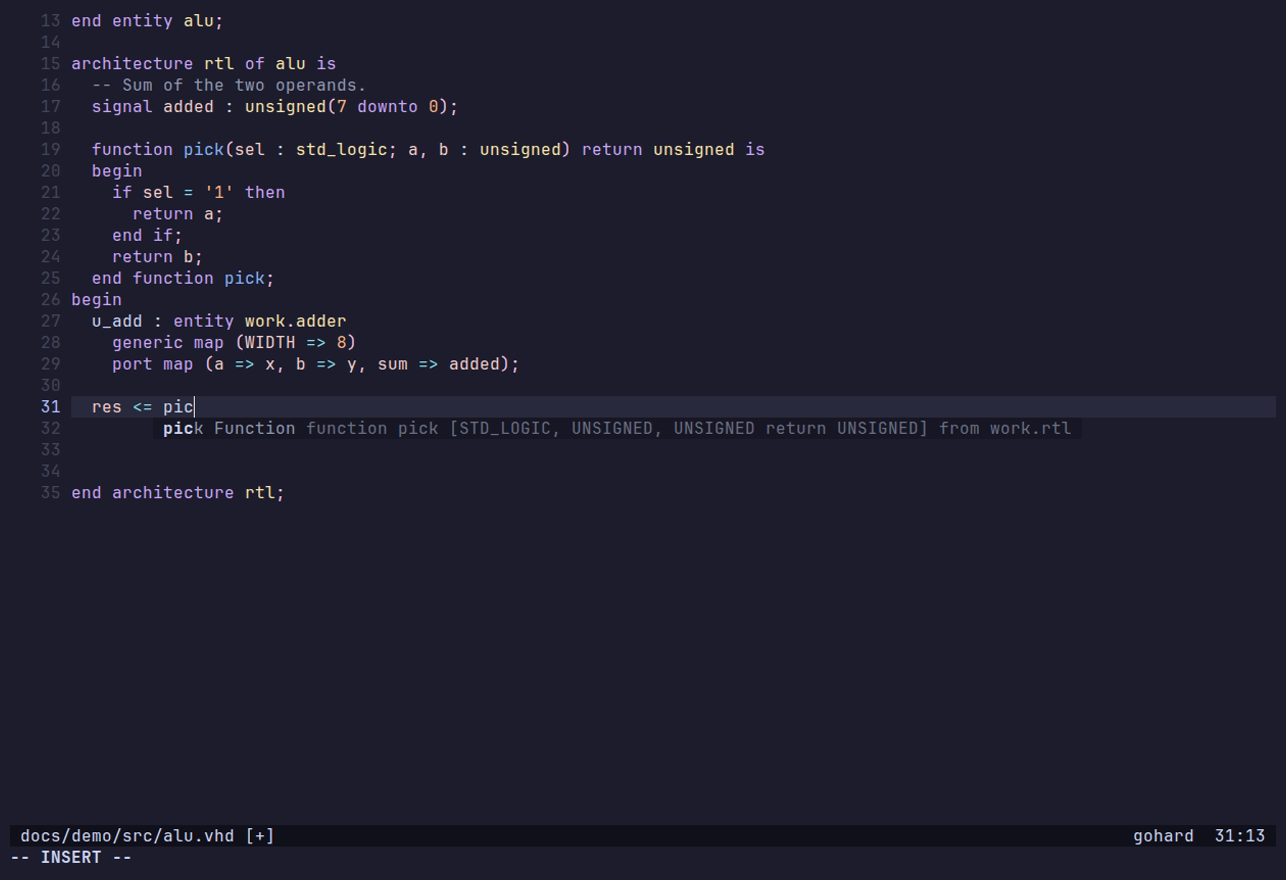 13 end entity alu;
14
15 architecture rtl of alu is
16   -- Sum of the two operands.
17   signal added : unsigned(7 downto 0);
18
19   function pick(sel : std_logic; a, b : unsigned) return unsigned is
20   begin
21     if sel = '1' then
22       return a;
23     end if;
24     return b;
25   end function pick;
26 begin
27   u_add : entity work.adder
28     generic map (WIDTH => 8)
29     port map (a => x, b => y, sum => added);
30
31   res <= pic
32          pick Function function pick [STD_LOGIC, UNSIGNED, UNSIGNED return UNSIGNED] from work.rtl
33
34
35 end architecture rtl;
docs/demo/src/alu.vhd [+] gohard 31:13
-- INSERT --